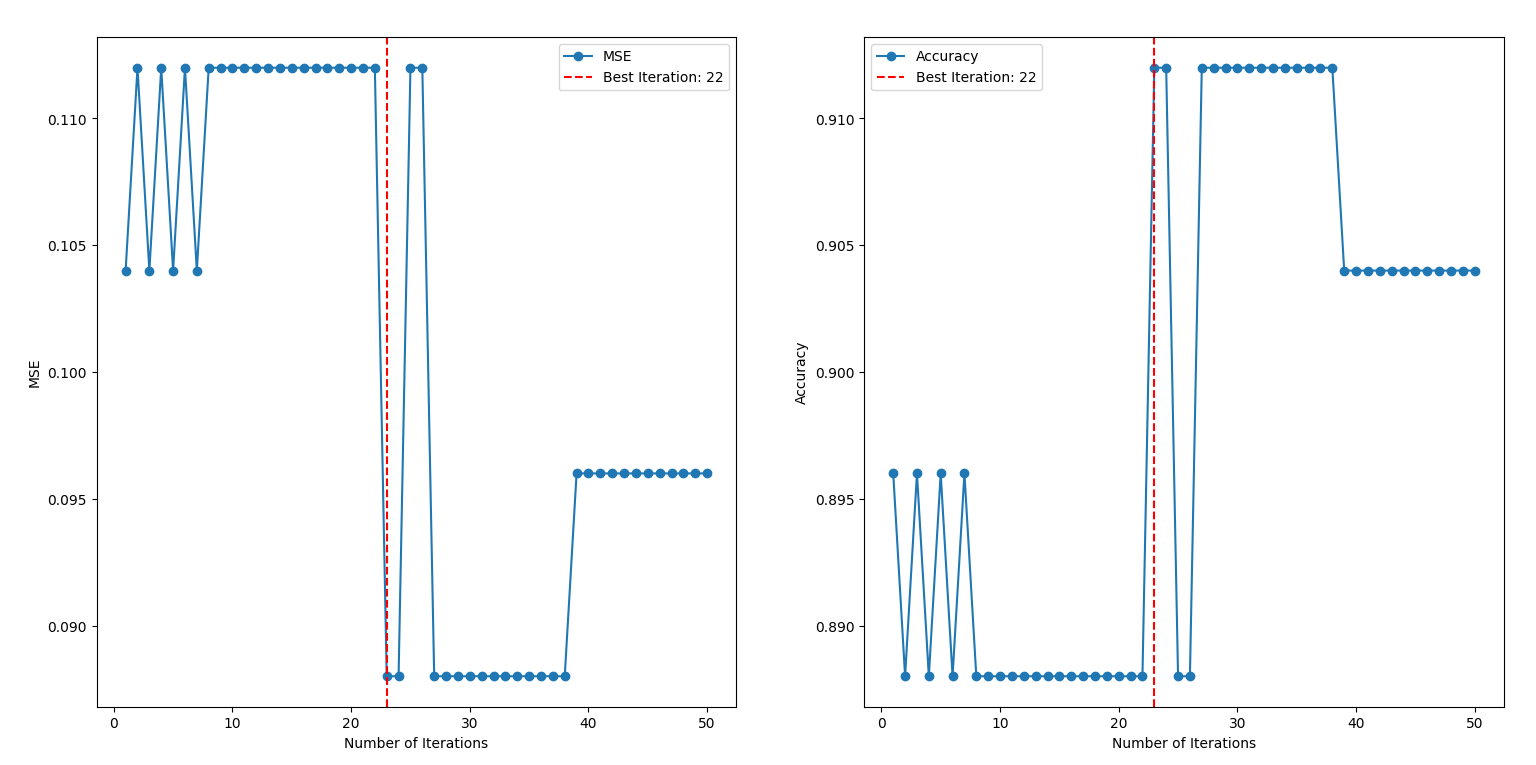 MSE
Best Iteration: 22
0.110
0.105
0.100
0.095
0.090
MSE
0 10 20 30 40 50
Number of Iterations
Accuracy
Best Iteration: 22
0.910
0.905
0.900
0.895
0.890
Accuracy
0 10 20 30 40 50
Number of Iterations